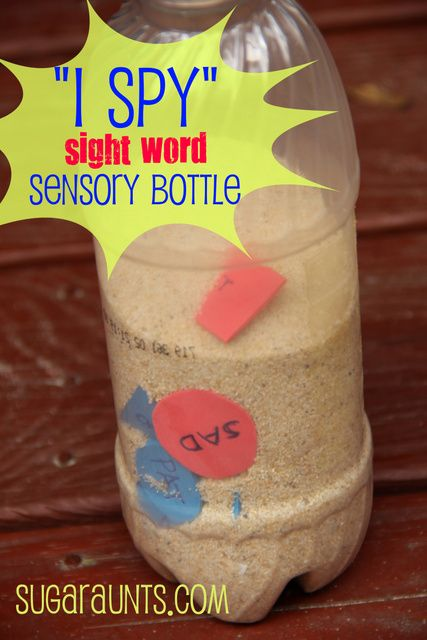 "I SPY"
sight word
SENSORY BOTTLE
SAD
SUGARAUNTS.COM